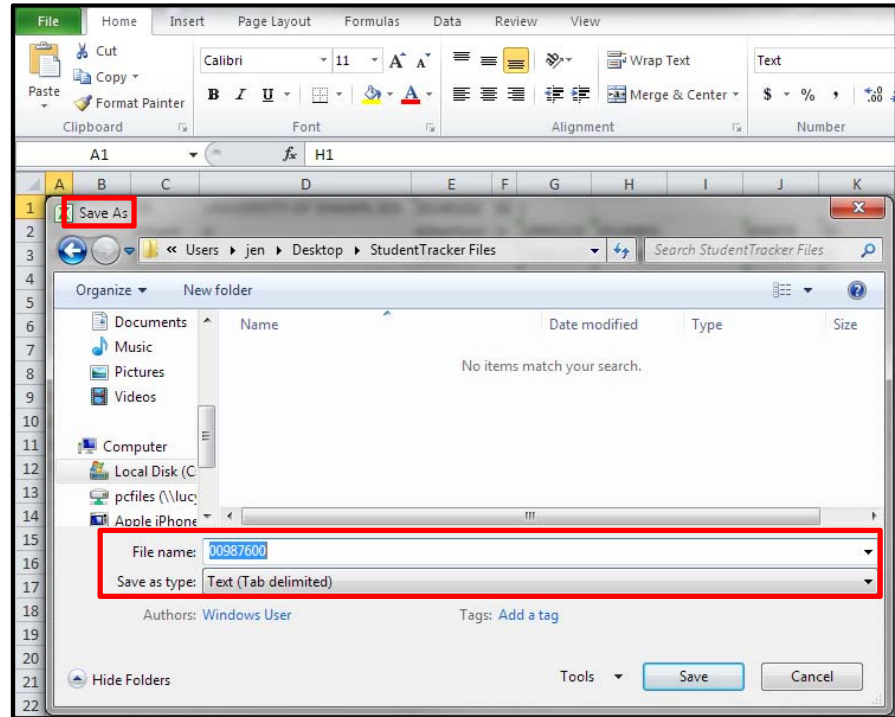 File Home Insert Page Layout Formulas Data Review View
Cut
Copy
Format Painter
Paste
Calibri 11 A A
Wrap Text
Text
B I U A
Merge & Center
$ % , .00
Clipboard Font Alignment Number
A1 fx H1
A B C D E F G H I J K
1
Save As
2
3
« Users jen Desktop StudentTracker Files Search StudentTracker Files
4
Organize New folder
5
6
Documents Name Date modified Type Size
7
Music
8
Pictures No items match your search.
9
Videos
10
11
Computer
12
Local Disk (C
13
pcfiles (\\lucy
14
Apple iPhone
15
File name: 00987600
16
Save as type: Text (Tab delimited)
17
18
Authors: Windows User Tags: Add a tag
19
20
21
Hide Folders Tools Save Cancel
22